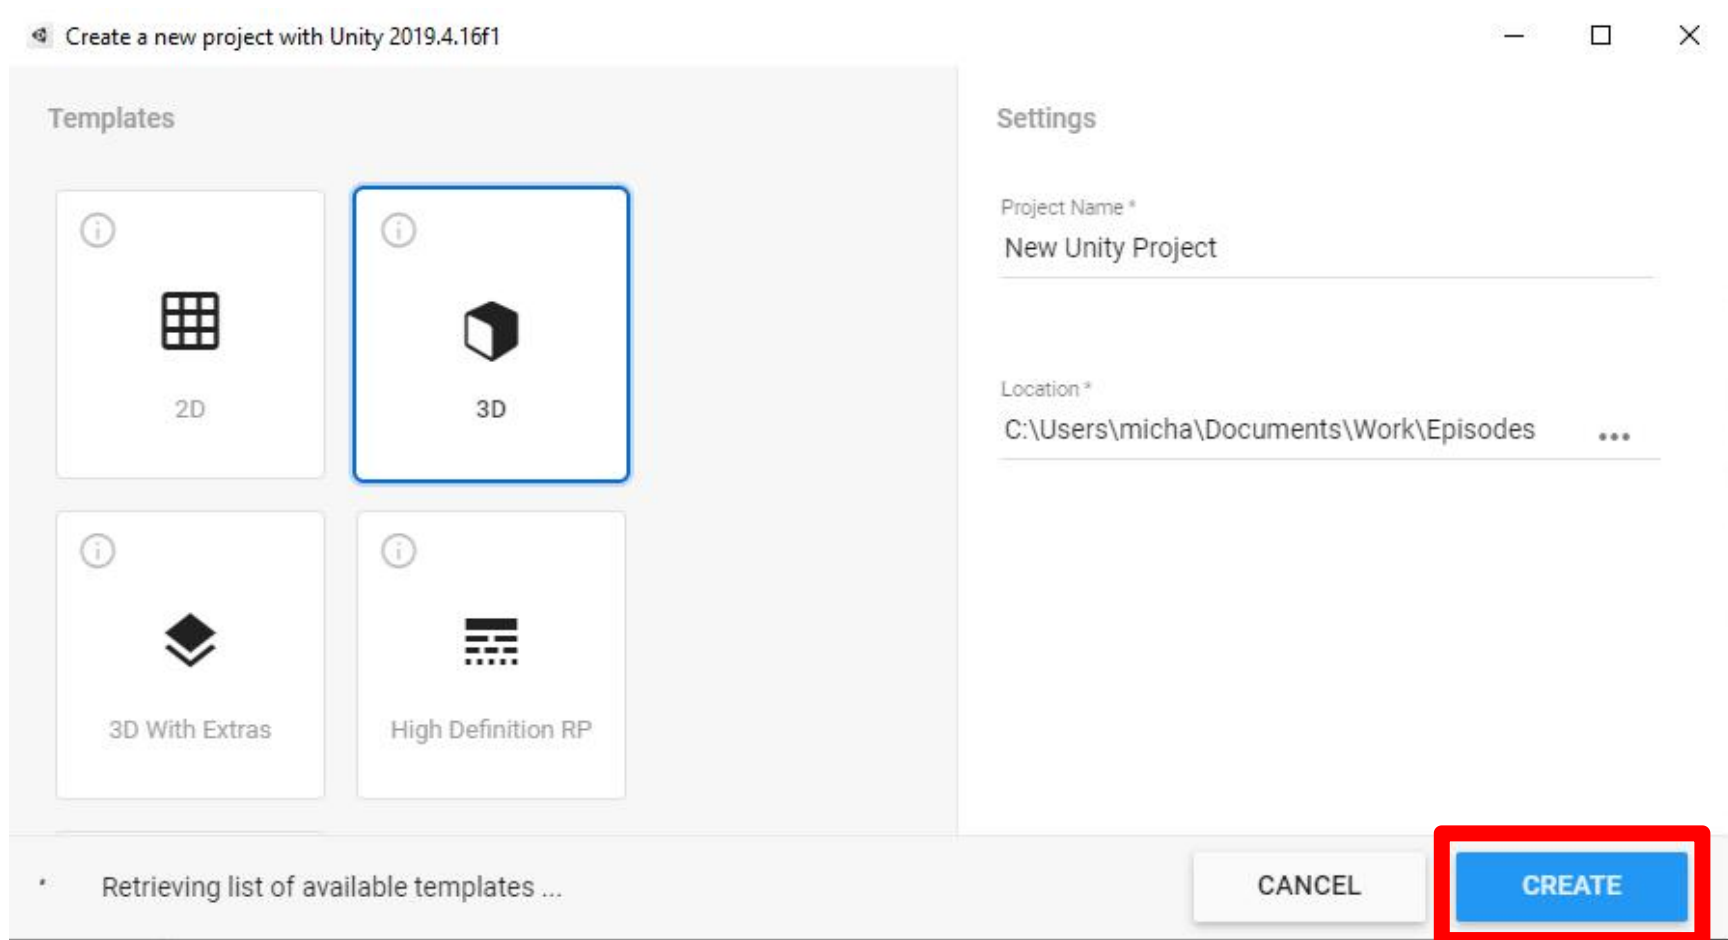 Create a new project with Unity 2019.4.16f1
Templates
2D
3D
3D With Extras
High Definition RP
Settings
Project Name *
New Unity Project
Location *
C:\Users\micha\Documents\Work\Episodes
Retrieving list of available templates ...
CANCEL
CREATE